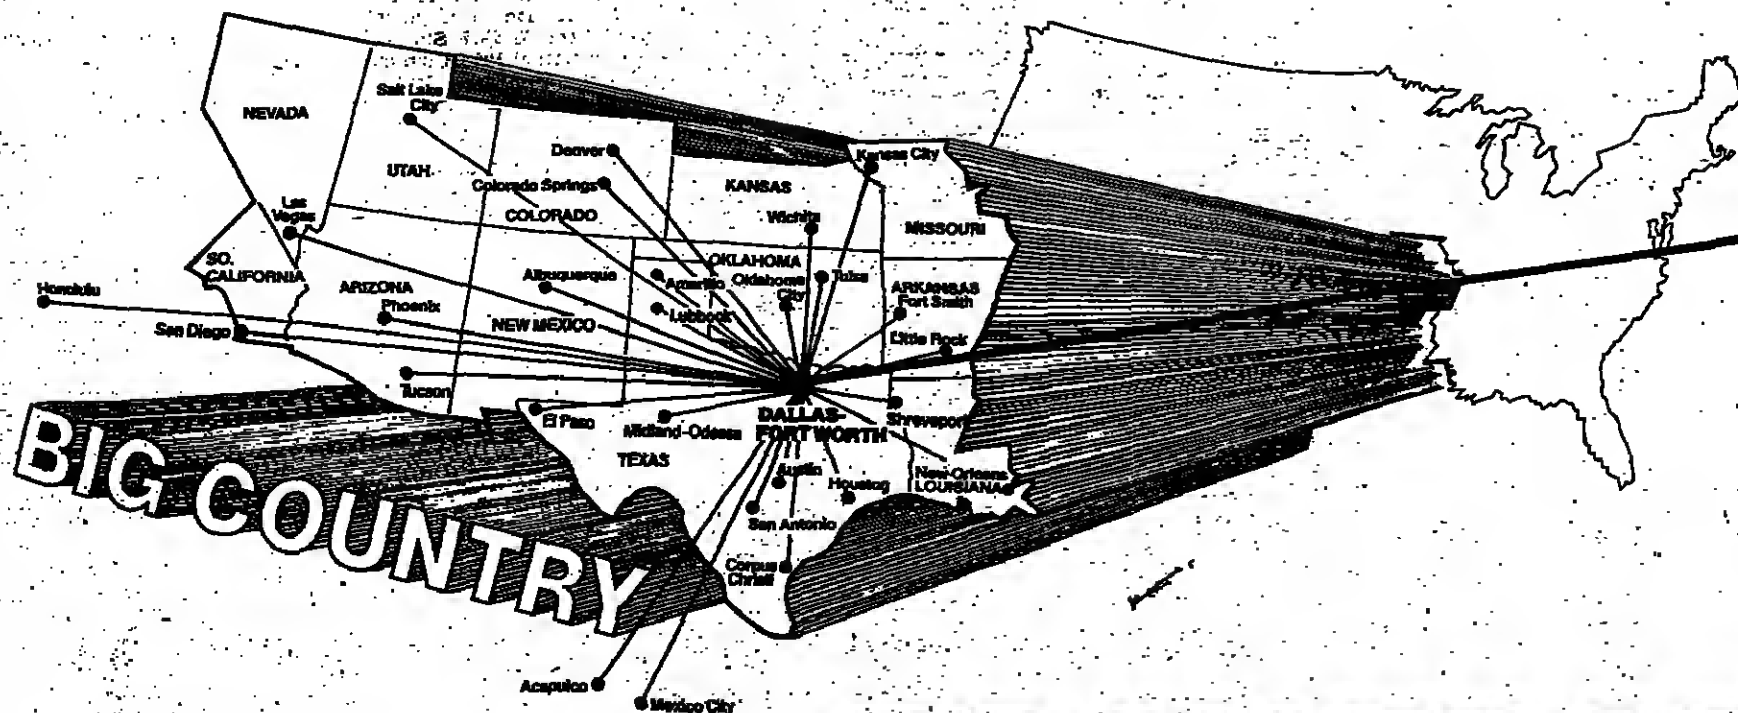 Salt Lake
City
NEVADA
Denver
Kansas City
UTAH
Colorado Springs
KANSAS
Las
Vegas
COLORADO
Wichita
MISSOURI
SO.
CALIFORNIA
OKLAHOMA
Albuquerque
Amarillo
Oklahoma
City
Tulsa
ARIZONA
ARKANSAS
Fort Smith
Honolulu
Phoenix
Lubbock
NEW MEXICO
San Diego
Little Rock
Tucson
El Paso
Midland-Odessa
DALLAS-
FORT WORTH
Shreveport
TEXAS
Austin
Houston
New Orleans
LOUISIANA
San Antonio
Corpus
Christi
BIG COUNTRY
Acapulco
Mexico City